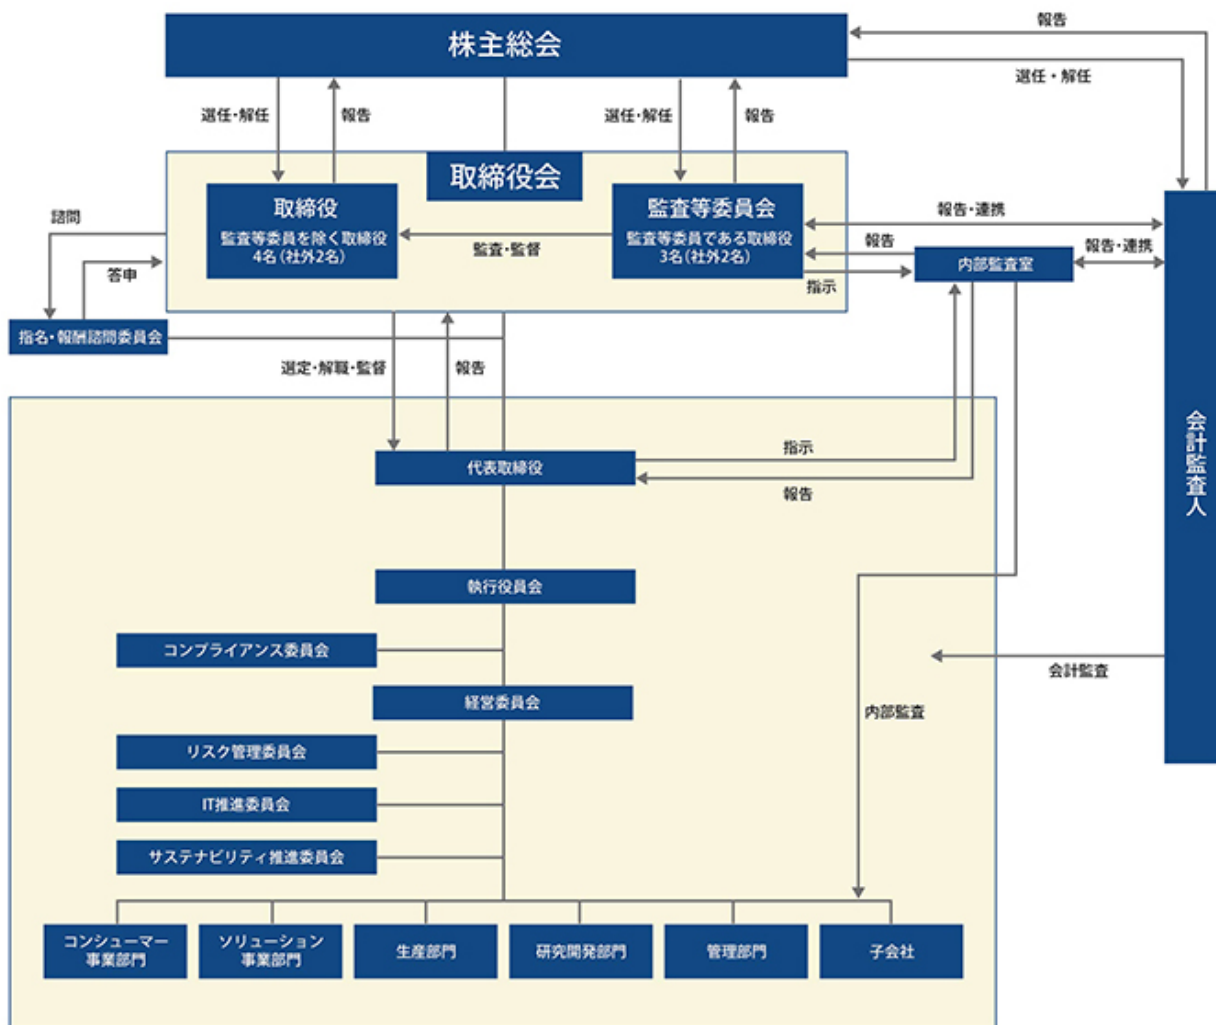 株主総会
報告
選任・解任
選任・解任
報告
選任・解任
報告
取締役会
取締役
監査等委員を除く取締役
4名(社外2名)
監査・監督
監査等委員会
監査等委員である取締役
3名(社外2名)
報告・連携
報告
指示
内部監査室
報告・連携
諮問
答申
指名・報酬諮問委員会
選定・解職・監督
報告
会計監査人
代表取締役
指示
報告
執行役員会
コンプライアンス委員会
会計監査
経営委員会
内部監査
リスク管理委員会
IT推進委員会
サステナビリティ推進委員会
コンシューマー
事業部門
ソリューション
事業部門
生産部門
研究開発部門
管理部門
子会社